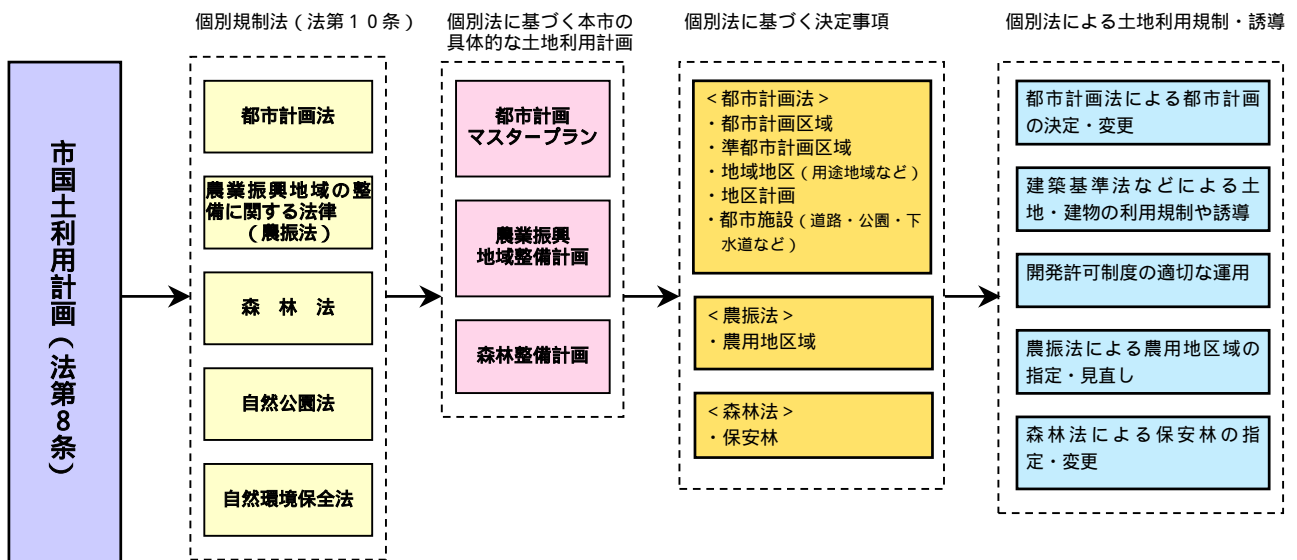 個別規制法（法第１０条）
個別法に基づく本市の
具体的な土地利用計画
個別法に基づく決定事項
個別法による土地利用規制・誘導
市国土利用計画（法第８条）
都市計画法
農業振興地域の整
備に関する法律
（農振法）
森　林　法
自然公園法
自然環境保全法
都市計画
マスタープラン
農業振興
地域整備計画
森林整備計画
＜都市計画法＞
・都市計画区域
・準都市計画区域
・地域地区（用途地域など）
・地区計画
・都市施設（道路・公園・下
水道など）
＜農振法＞
・農用地区域
＜森林法＞
・保安林
都市計画法による都市計画
の決定・変更
建築基準法などによる土
地・建物の利用規制や誘導
開発許可制度の適切な運用
農振法による農用地区域の
指定・見直し
森林法による保安林の指
定・変更